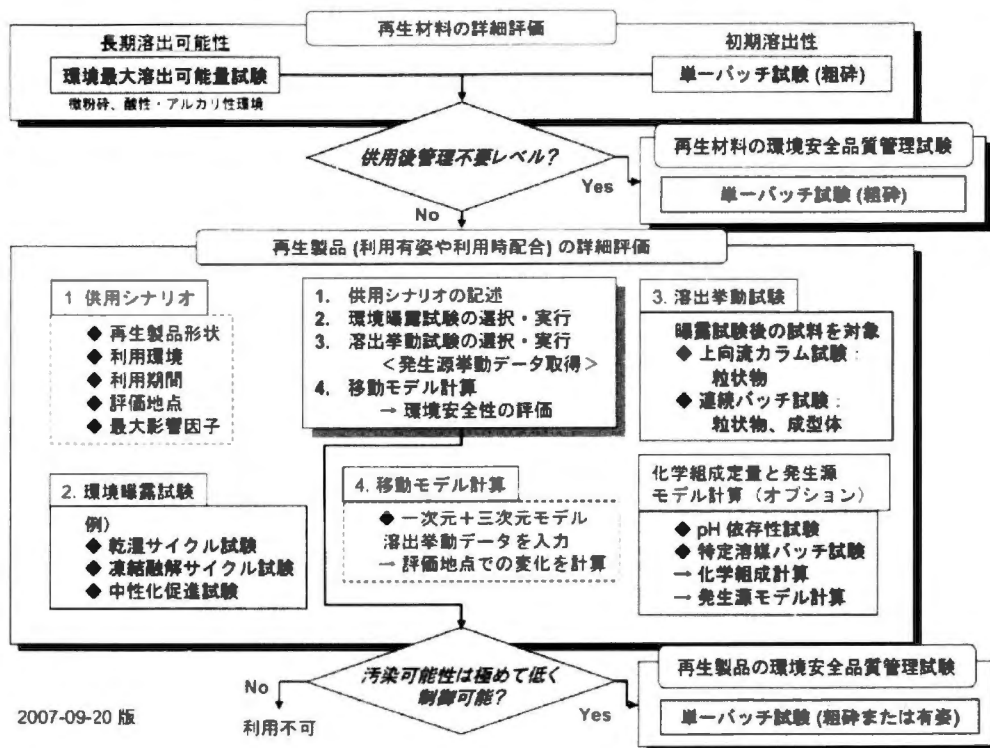 再生材料の詳細評価
長期溶出可能性
環境最大溶出可能量試験
微粉砕、酸性・アルカリ性環境
初期溶出性
単一バッチ試験 (粗砕)
供用後管理不要レベル?
Yes
No
再生材料の環境安全品質管理試験
単一バッチ試験 (粗砕)
再生製品 (利用有姿や利用時配合) の詳細評価
1 供用シナリオ
◆ 再生製品形状
◆ 利用環境
◆ 利用期間
◆ 評価地点
◆ 最大影響因子
1. 供用シナリオの記述
2. 環境曝露試験の選択・実行
3. 溶出挙動試験の選択・実行
<発生源挙動データ取得>
4. 移動モデル計算
→ 環境安全性の評価
3. 溶出挙動試験
曝露試験後の試料を対象
◆ 上向流カラム試験:
粒状物
◆ 連続バッチ試験:
粒状物、成型体
2. 環境曝露試験
例)
◆ 乾湿サイクル試験
◆ 凍結融解サイクル試験
◆ 中性化促進試験
4. 移動モデル計算
◆ 一次元+三次元モデル
溶出挙動データを入力
→ 評価地点での変化を計算
化学組成定量と発生源
モデル計算 (オプション)
◆ pH 依存性試験
◆ 特定溶媒バッチ試験
→ 化学組成計算
→ 発生源モデル計算
汚染可能性は極めて低く
制御可能?
No
利用不可
Yes
再生製品の環境安全品質管理試験
単一バッチ試験 (粗砕または有姿)
2007-09-20 版